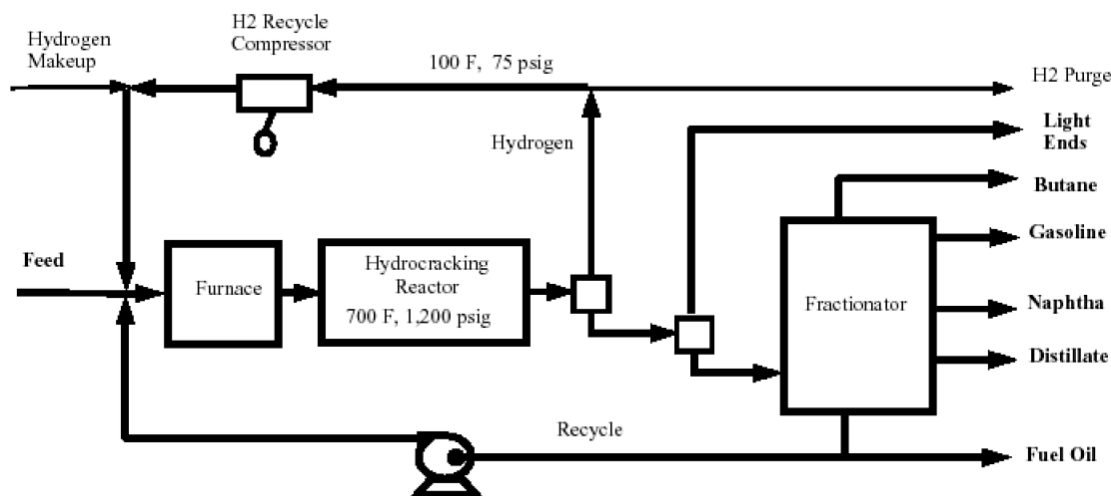 H2 Recycle
Compressor
Hydrogen
Makeup
100 F, 75 psig
H2 Purge
Light
Ends
Hydrogen
Butane
Gasoline
Feed
Furnace
Hydrocracking
Reactor
700 F, 1,200 psig
Fractionator
Naphtha
Distillate
Recycle
Fuel Oil